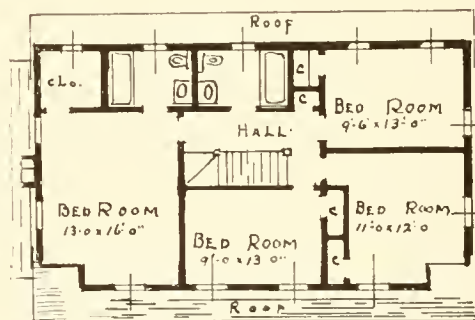 ROOF
CLO.
C
C
BED ROOM
9'-6" x 13'-0"
HALL
BED ROOM
13'-0 x 16'-0"
BED ROOM
9'-0 x 13'-0"
C
C
BED ROOM
11'-0 x 12'-0
ROOF